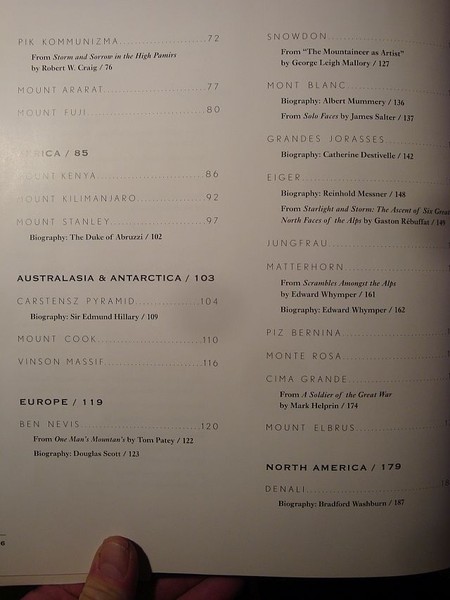 PIK KOMMUNIZMA....................72
From Storm and Sorrow in the High Pamirs
by Robert W. Craig / 76
MOUNT ARARAT....................77
MOUNT FUJI....................80
/ 85
MOUNT KENYA....................86
MOUNT KILIMANJARO....................92
MOUNT STANLEY....................97
Biography: The Duke of Abruzzi / 102
AUSTRALASIA & ANTARCTICA / 103
CARSTENSZ PYRAMID....................104
Biography: Sir Edmund Hillary / 109
MOUNT COOK....................110
VINSON MASSIF....................116
EUROPE / 119
BEN NEVIS....................120
From One Man's Mountan's by Tom Patey / 122
Biography: Douglas Scott / 123
6
SNOWDON....................
From "The Mountaineer as Artist"
by George Leigh Mallory / 127
MONT BLANC....................
Biography: Albert Mummery / 136
From Solo Faces by James Salter / 137
GRANDES JORASSES....................
Biography: Catherine Destivelle / 142
EIGER....................
Biography: Reinhold Messner / 148
From Starlight and Storm: The Ascent of Six
North Faces of the Alps by Gaston Rébuffat /
JUNGFRAU....................
MATTERHORN....................
From Scrambles Amongst the Alps
by Edward Whymper / 161
Biography: Edward Whymper / 162
PIZ BERNINA....................
MONTE ROSA....................
CIMA GRANDE....................
From A Soldier of the Great War
by Mark Helprin / 174
MOUNT ELBRUS....................
NORTH AMERICA / 179
DENALI....................
Biography: Bradford Washburn / 187